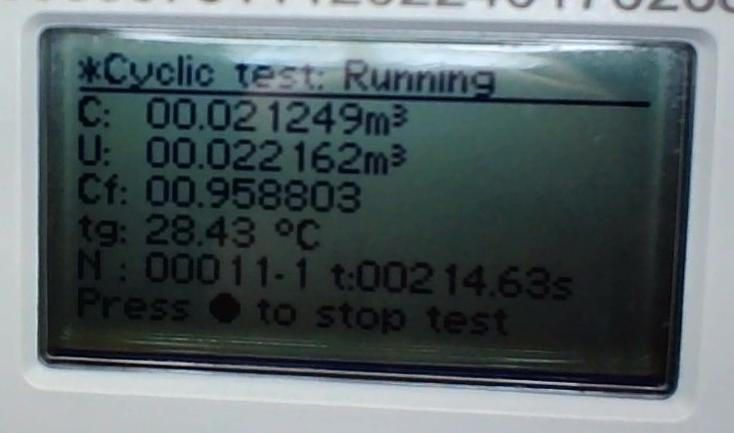 *Cyclic test: Running
C: 00.021249m³
U: 00.022162m³
Cf: 00.958803
tg: 28.43 °C
N : 00011-1 t:00214.63s
Press ● to stop test